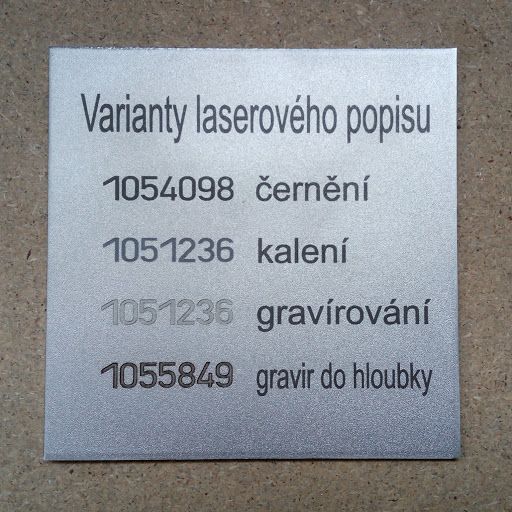 Varianty laserového popisu
1054098 černění
1051236 kalení
1051236 gravírování
1055849 gravir do hloubky